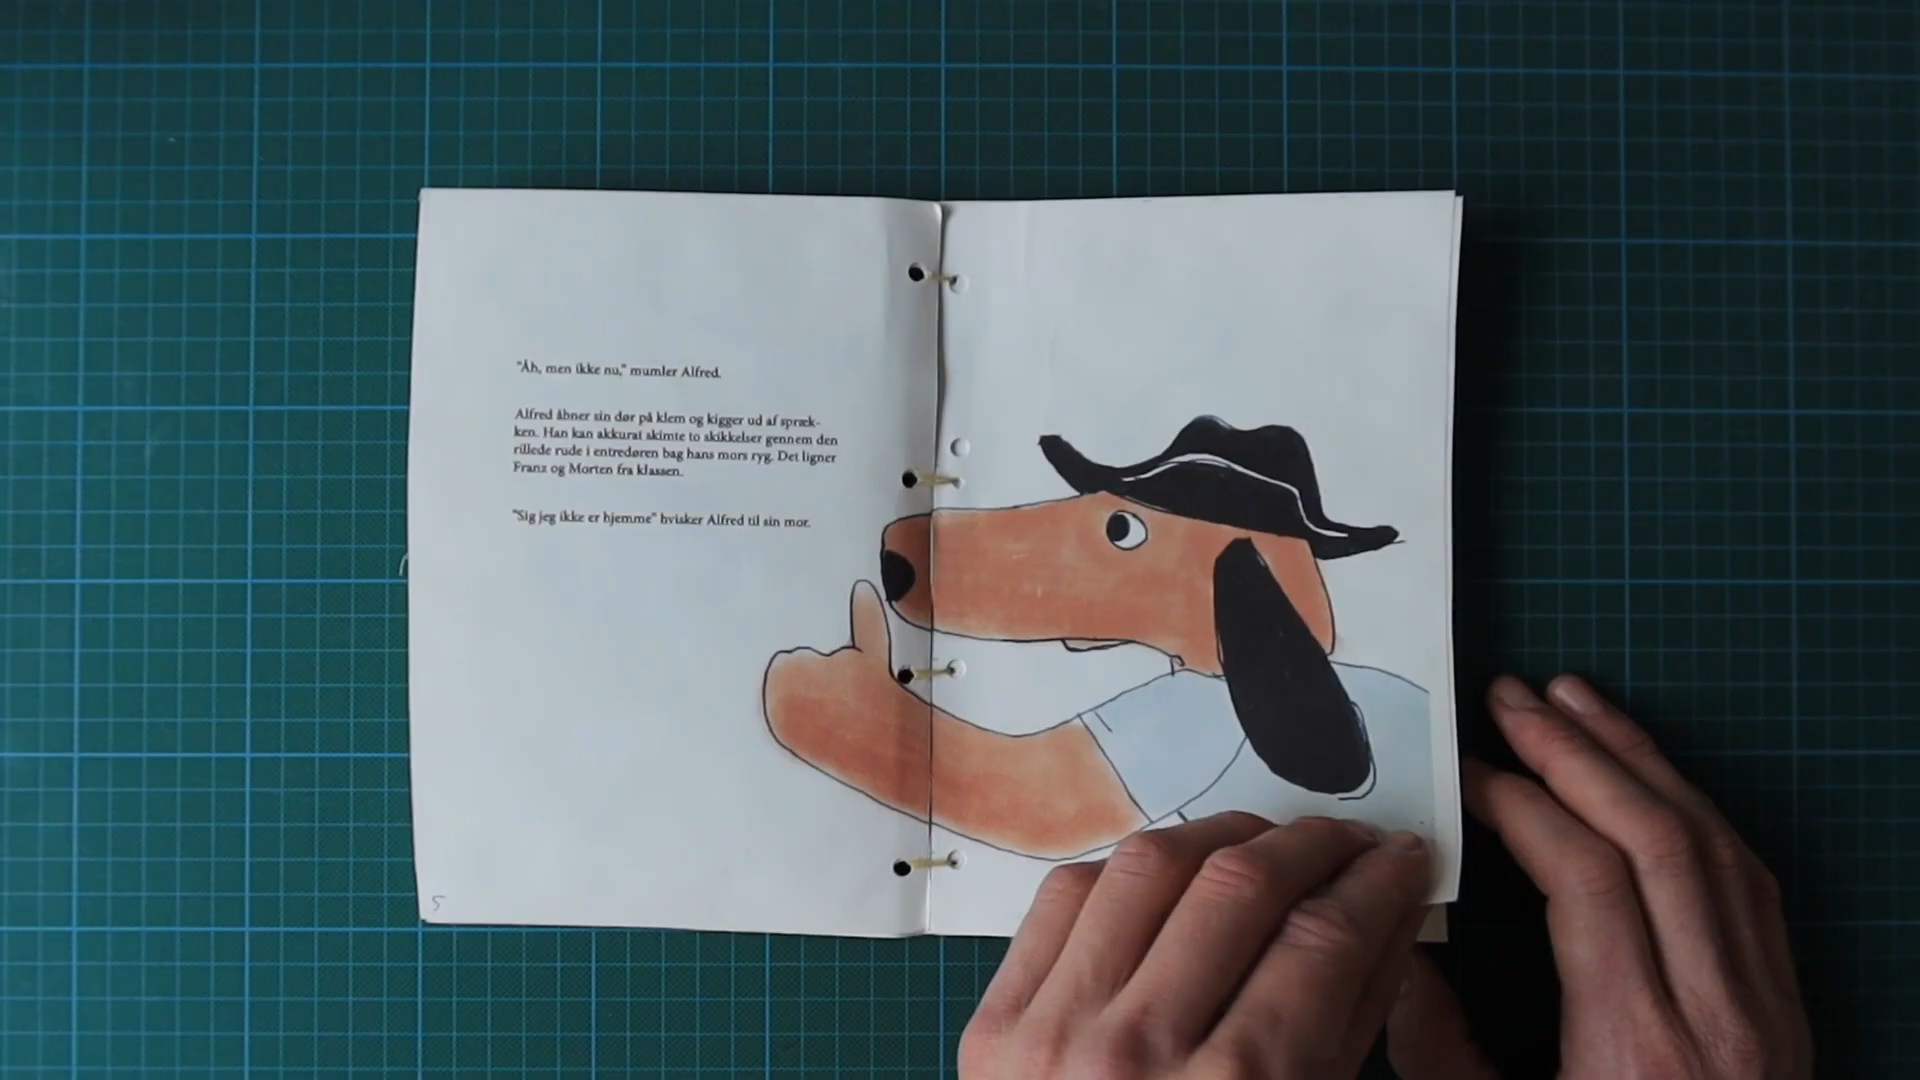 "Åh, men ikke nu," mumler Alfred.
Alfred åbner sin dør på klem og kigger ud af spræk-
ken. Han kan akkurat skimte to skikkelser gennem den
rillede rude i entredøren bag hans mors ryg. Det ligner
Franz og Morten fra klassen.
"Sig jeg ikke er hjemme" hvisker Alfred til sin mor.
5